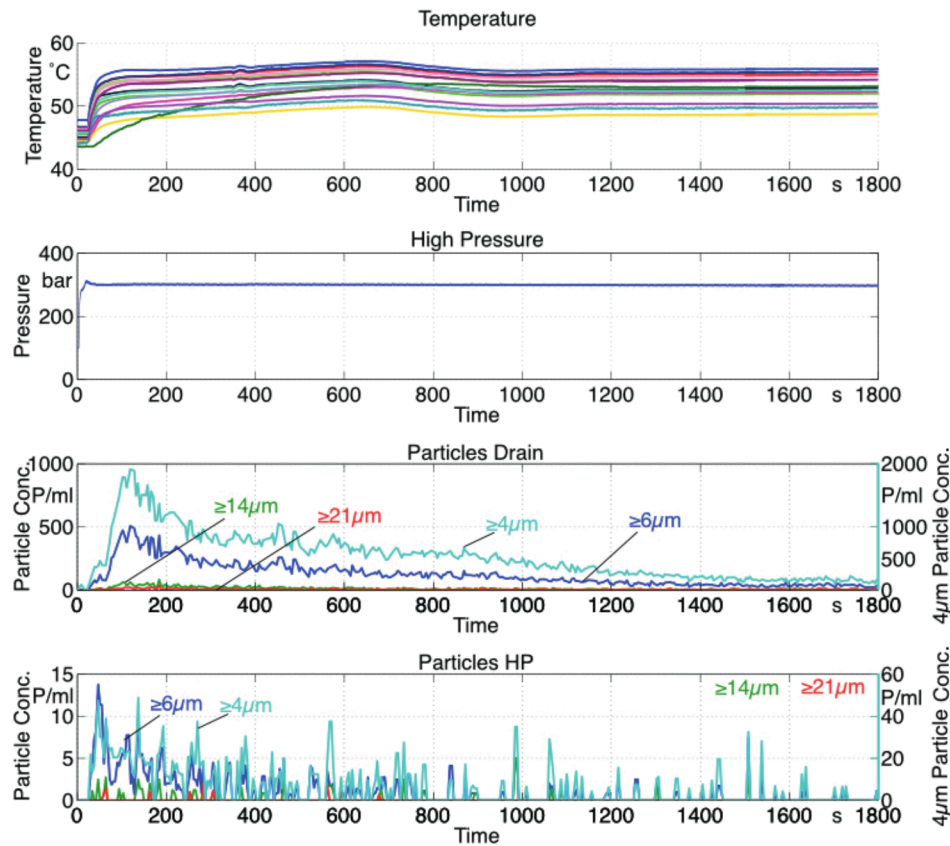 Temperature
Temperature
60
°C
50
40
0 200 400 600 800 1000 1200 1400 1600 s 1800
Time
High Pressure
Pressure
400
bar
200
0
0 200 400 600 800 1000 1200 1400 1600 s 1800
Time
Particles Drain
Particle Conc.
1000
P/ml
500
0
≥14µm
≥21µm
≥4µm
≥6µm
2000
P/ml
1000
500
0
4µm Particle Conc.
0 200 400 600 800 1000 1200 1400 1600 s 1800
Time
Particles HP
Particle Conc.
15
P/ml
10
5
0
≥6µm
≥4µm
≥14µm
≥21µm
60
P/ml
40
20
0
4µm Particle Conc.
0 200 400 600 800 1000 1200 1400 1600 s 1800
Time